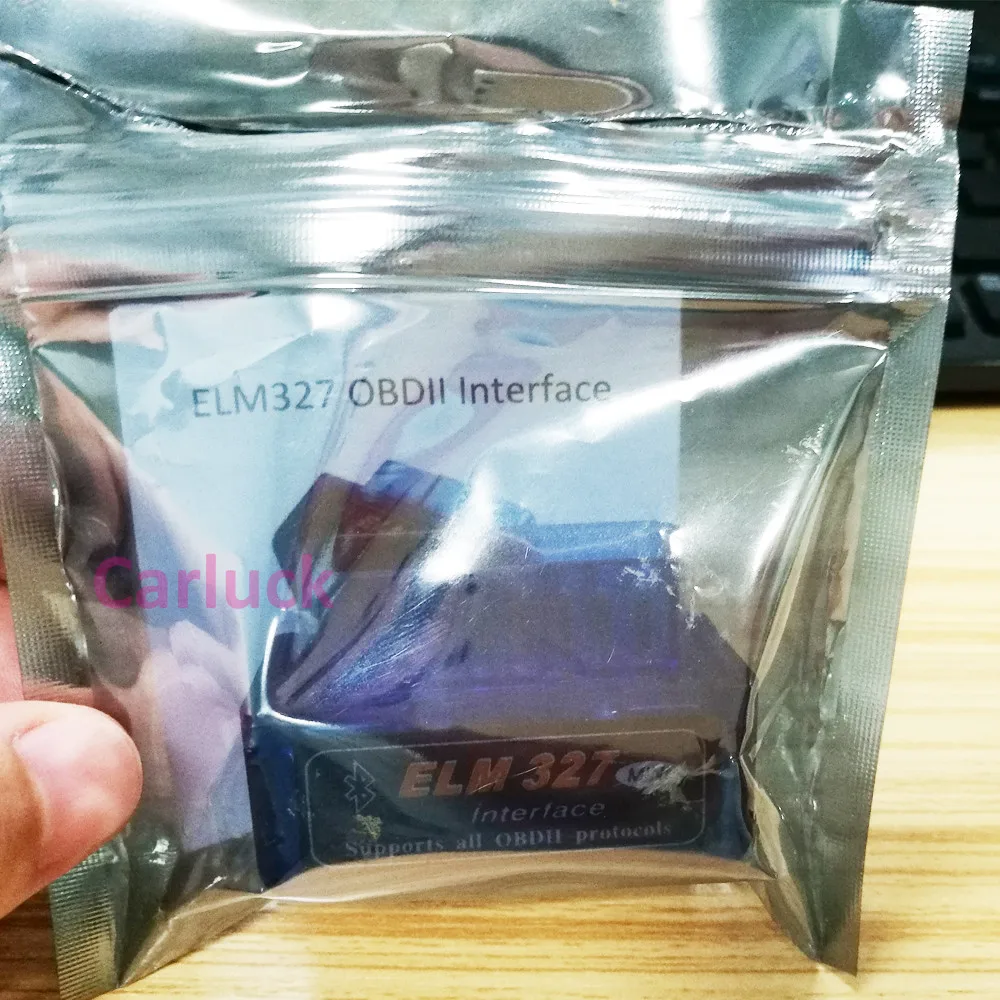 ELM327 OBDII Interface
Carluck
ELM 327
Interface
Supports all OBDII protocols